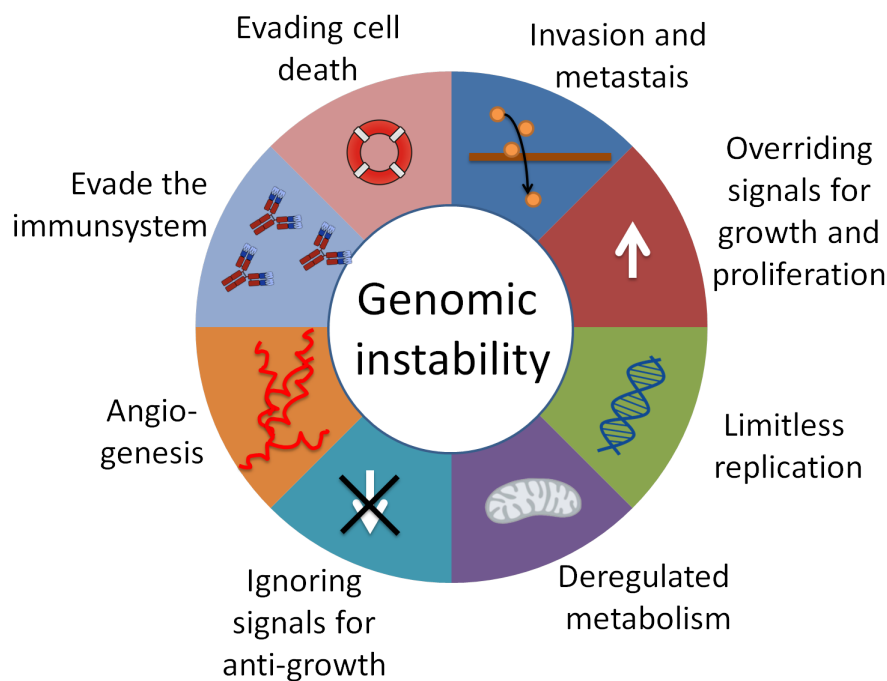 Evading cell
death
Invasion and
metastais
Overriding
signals for
growth and
proliferation
Limitless
replication
Deregulated
metabolism
Ignoring
signals for
anti-growth
Angio-
genesis
Evade the
immunsystem
Genomic
instability